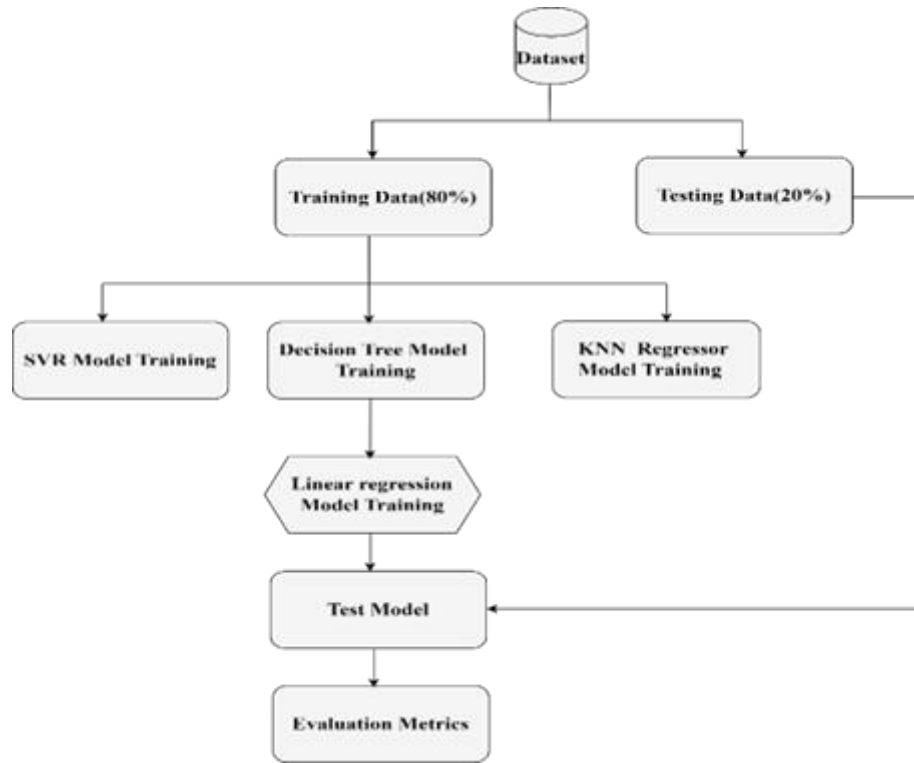 Dataset
Training Data(80%)
Testing Data(20%)
SVR Model Training
Decision Tree Model
Training
KNN Regressor
Model Training
Linear regression
Model Training
Test Model
Evaluation Metrics